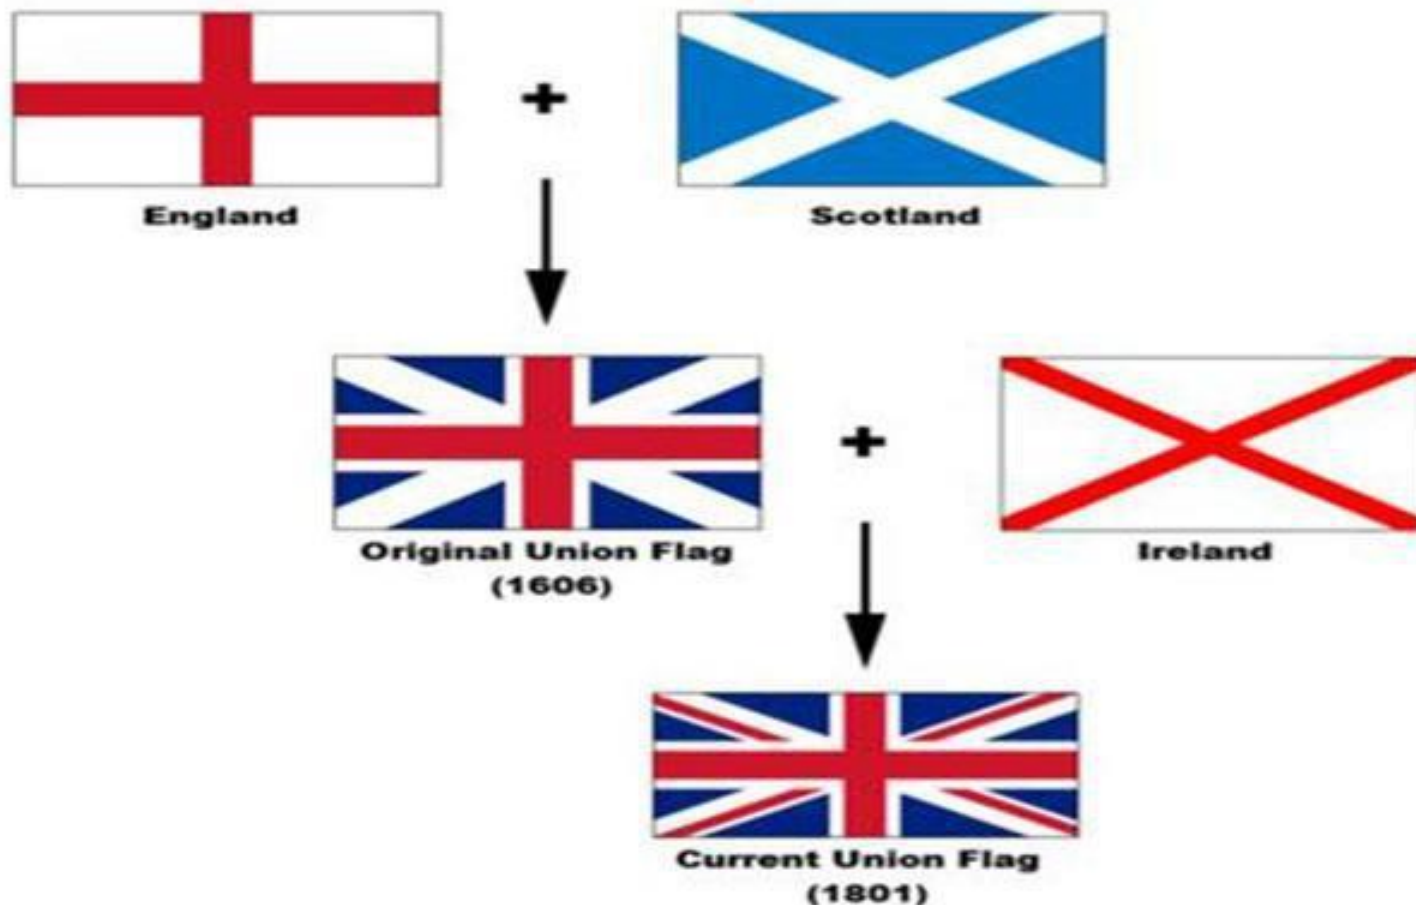 England
Scotland
Original Union Flag
(1606)
Ireland
Current Union Flag
(1801)